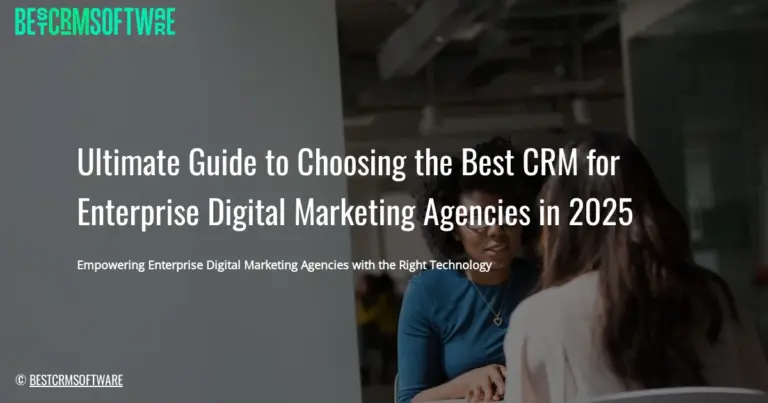 BESTCRMSOFTWARE
Ultimate Guide to Choosing the Best CRM for
Enterprise Digital Marketing Agencies in 2025
Empowering Enterprise Digital Marketing Agencies with the Right Technology
© BESTCRMSOFTWARE